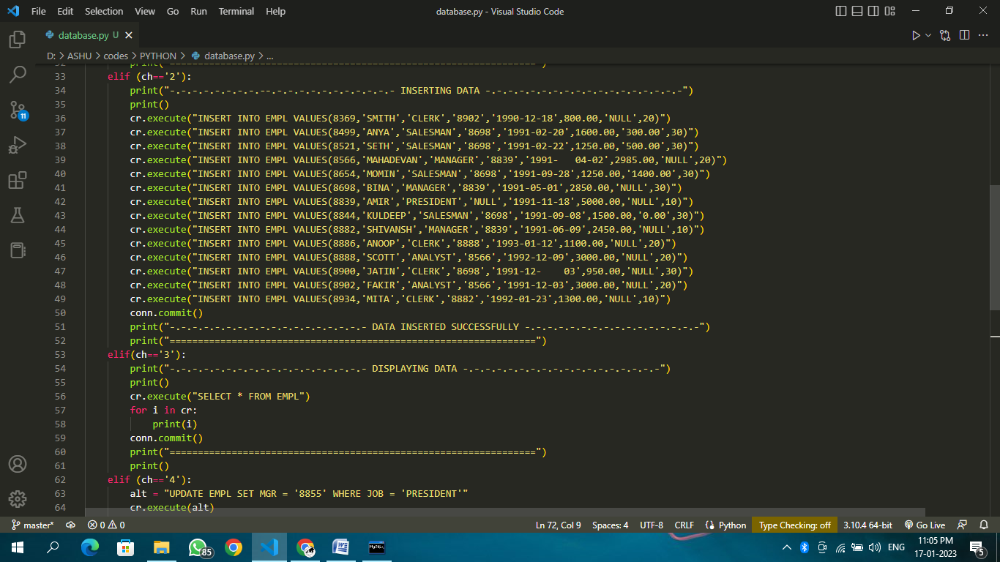 File Edit Selection View Go Run Terminal Help database.py - Visual Studio Code
database.py U
D: > ASHU > codes > PYTHON > database.py > ...
33 elif (ch=='2'):
34 print("-.-.-.-.-.-.-.-.--.-.-.-.-.-.-.-.-.-.-.- INSERTING DATA -.-.-.-.-.-.-.-.-.-.-.-.-.-.-.-.-.-")
35 print()
36 cr.execute("INSERT INTO EMPL VALUES(8369,'SMITH','CLERK','8902','1990-12-18',800.00,'NULL',20)")
37 cr.execute("INSERT INTO EMPL VALUES(8499,'ANYA','SALESMAN','8698','1991-02-20',1600.00,'300.00',30)")
38 cr.execute("INSERT INTO EMPL VALUES(8521,'SETH','SALESMAN','8698','1991-02-22',1250.00,'500.00',30)")
39 cr.execute("INSERT INTO EMPL VALUES(8566,'MAHADEVAN','MANAGER','8839','1991-   04-02',2985.00,'NULL',20)")
40 cr.execute("INSERT INTO EMPL VALUES(8654,'MOMIN','SALESMAN','8698','1991-09-28',1250.00,'1400.00',30)")
41 cr.execute("INSERT INTO EMPL VALUES(8698,'BINA','MANAGER','8839','1991-05-01',2850.00,'NULL',30)")
42 cr.execute("INSERT INTO EMPL VALUES(8839,'AMIR','PRESIDENT','NULL','1991-11-18',5000.00,'NULL',10)")
43 cr.execute("INSERT INTO EMPL VALUES(8844,'KULDEEP','SALESMAN','8698','1991-09-08',1500.00,'0.00',30)")
44 cr.execute("INSERT INTO EMPL VALUES(8882,'SHIVANSH','MANAGER','8839','1991-06-09',2450.00,'NULL',10)")
45 cr.execute("INSERT INTO EMPL VALUES(8886,'ANOOP','CLERK','8888','1993-01-12',1100.00,'NULL',20)")
46 cr.execute("INSERT INTO EMPL VALUES(8888,'SCOTT','ANALYST','8566','1992-12-09',3000.00,'NULL',20)")
47 cr.execute("INSERT INTO EMPL VALUES(8900,'JATIN','CLERK','8698','1991-12-    03',950.00,'NULL',30)")
48 cr.execute("INSERT INTO EMPL VALUES(8902,'FAKIR','ANALYST','8566','1991-12-03',3000.00,'NULL',20)")
49 cr.execute("INSERT INTO EMPL VALUES(8934,'MITA','CLERK','8882','1992-01-23',1300.00,'NULL',10)")
50 conn.commit()
51 print("-.-.-.-.-.-.-.-.-.-.-.-.-.-.-.-.-.- DATA INSERTED SUCCESSFULLY -.-.-.-.-.-.-.-.-.-.-.-.-.-.-.-")
52 print("=================================================================")
53 elif(ch=='3'):
54 print("-.-.-.-.-.-.-.-.-.-.-.-.-.-.-.-.-.- DISPLAYING DATA -.-.-.-.-.-.-.-.-.-.-.-.-.-.-.-.-.-")
55 print()
56 cr.execute("SELECT * FROM EMPL")
57 for i in cr:
58 print(i)
59 conn.commit()
60 print("=================================================================")
61 print()
62 elif (ch=='4'):
63 alt = "UPDATE EMPL SET MGR = '8855' WHERE JOB = 'PRESIDENT'"
64 cr.execute(alt)
11
master* 0 0 Ln 72, Col 9 Spaces: 4 UTF-8 CRLF Python Type Checking: off 3.10.4 64-bit Go Live
85 MySQL ENG 11:05 PM
17-01-2023 5